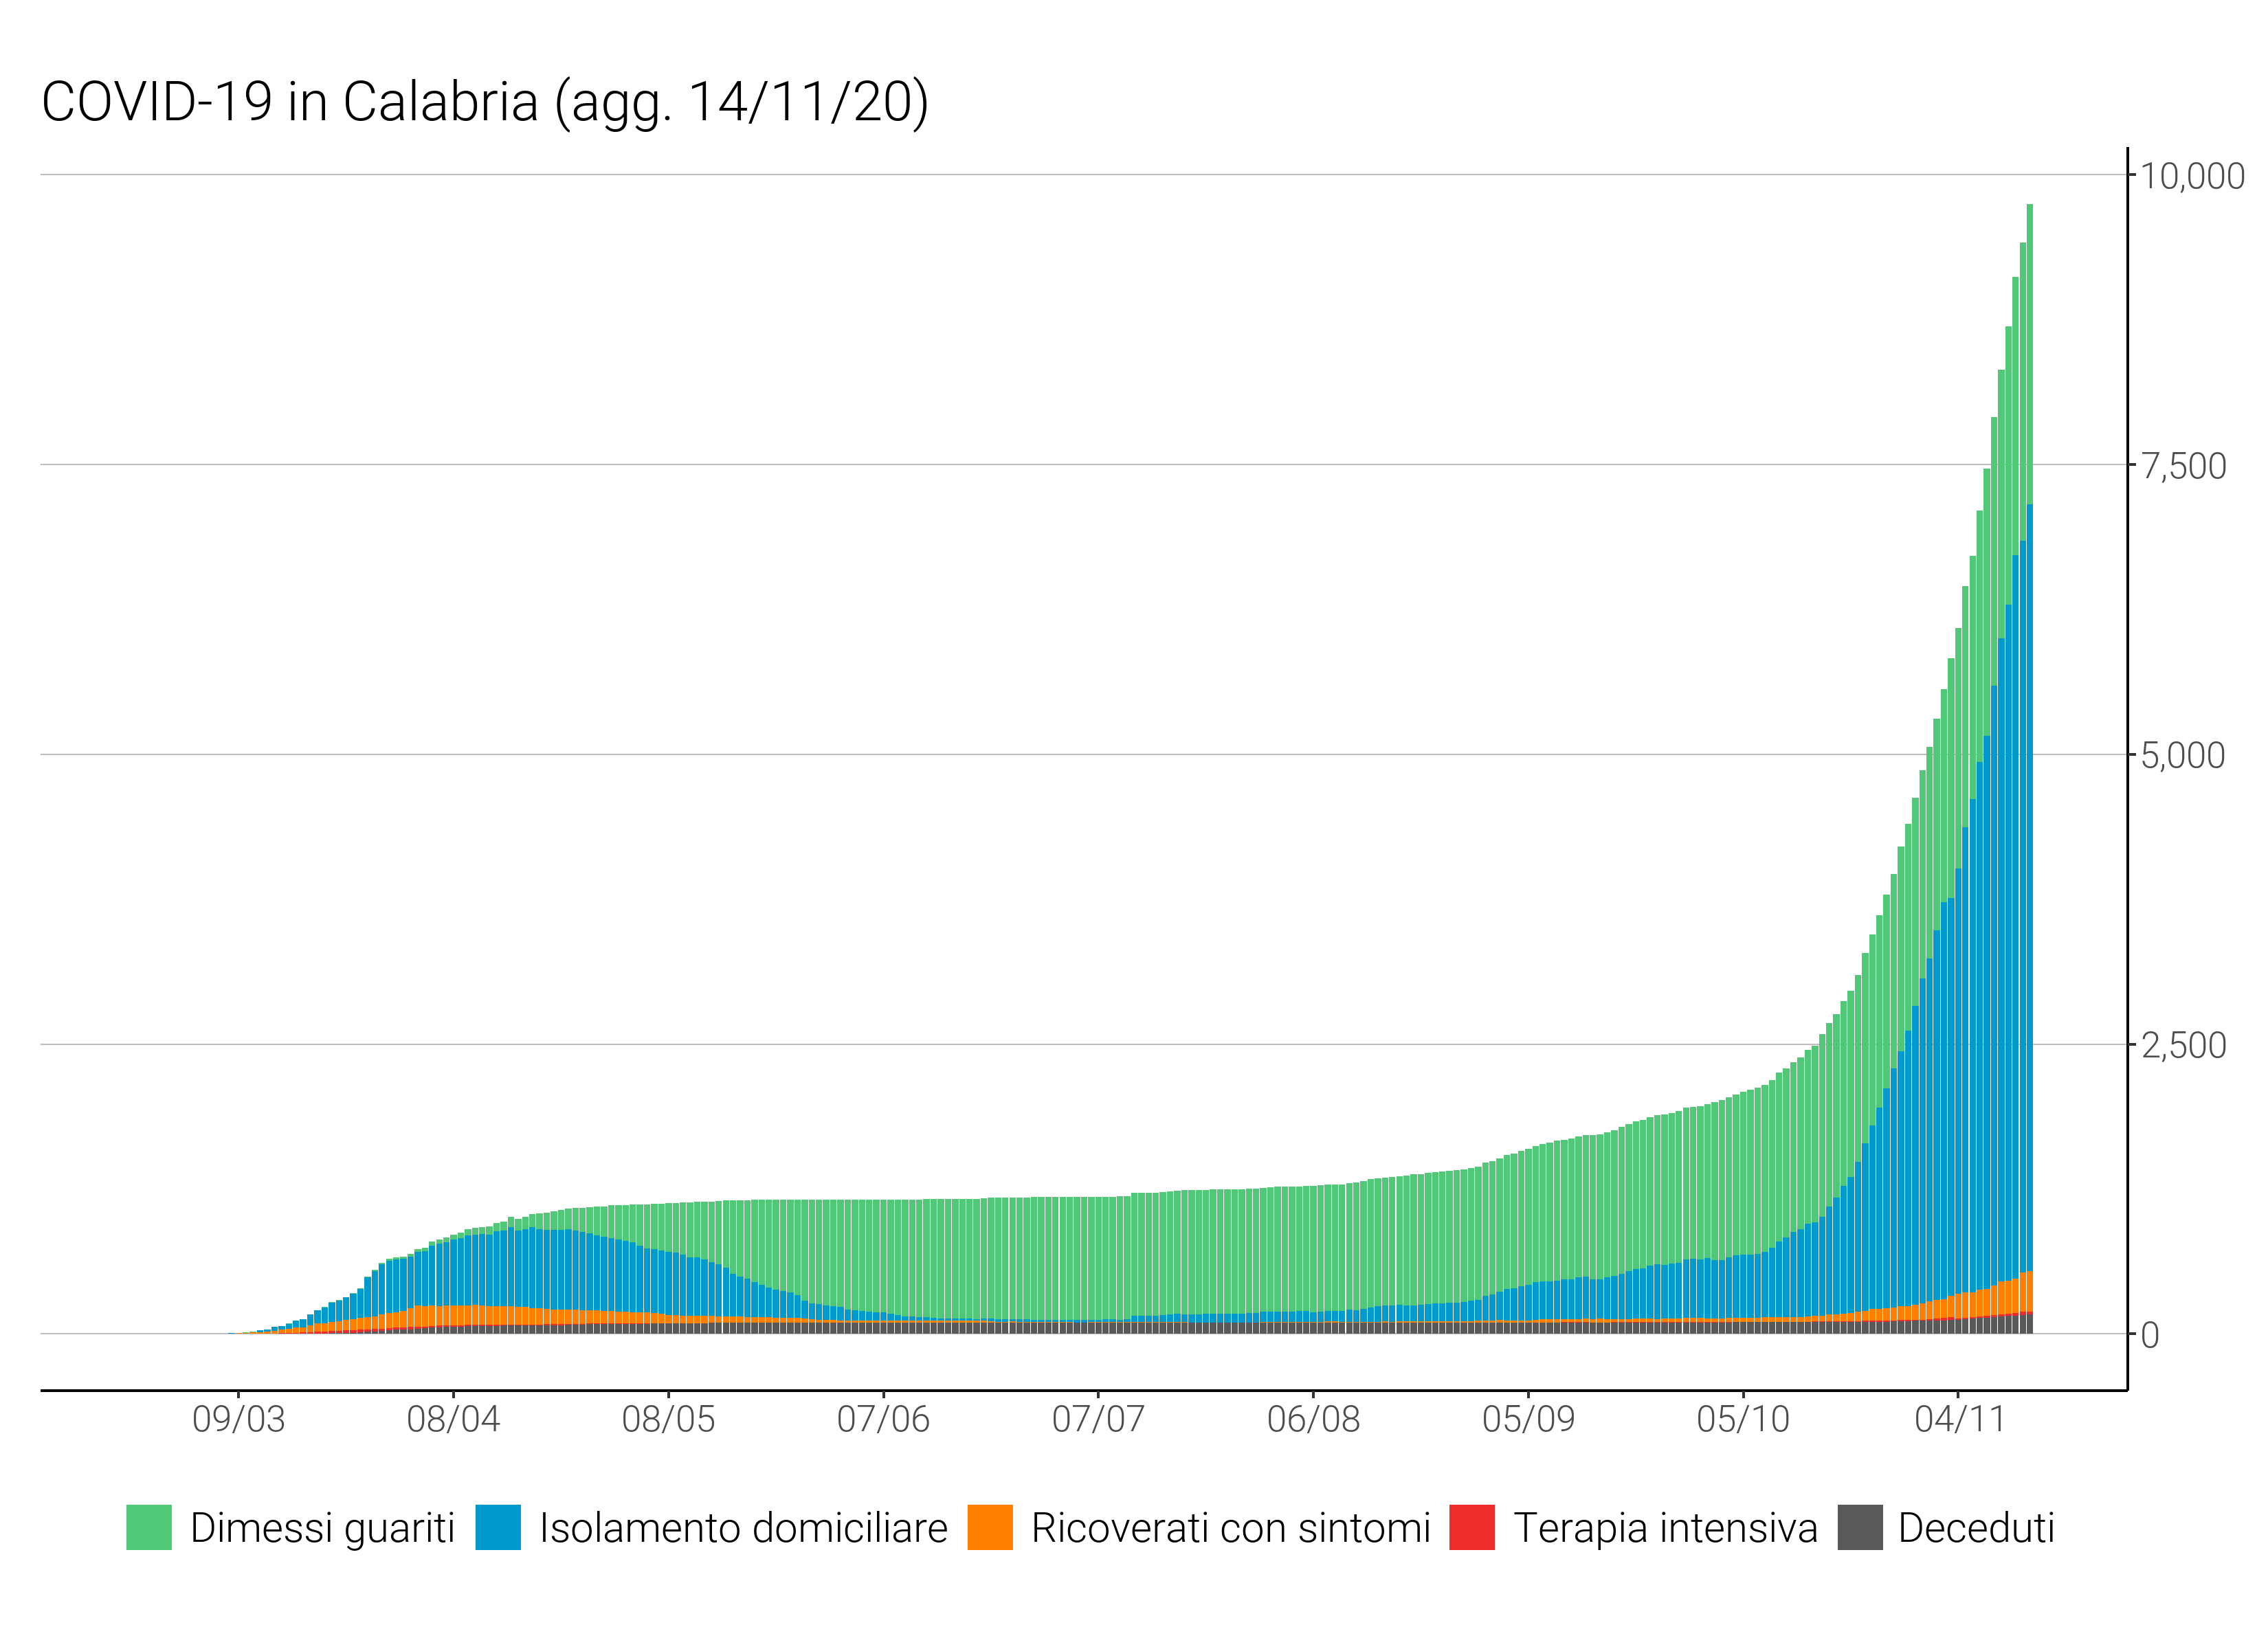 COVID-19 in Calabria (agg. 14/11/20)
10,000
7,500
5,000
2,500
0
09/03 08/04 08/05 07/06 07/07 06/08 05/09 05/10 04/11
Dimessi guariti Isolamento domiciliare Ricoverati con sintomi Terapia intensiva Deceduti